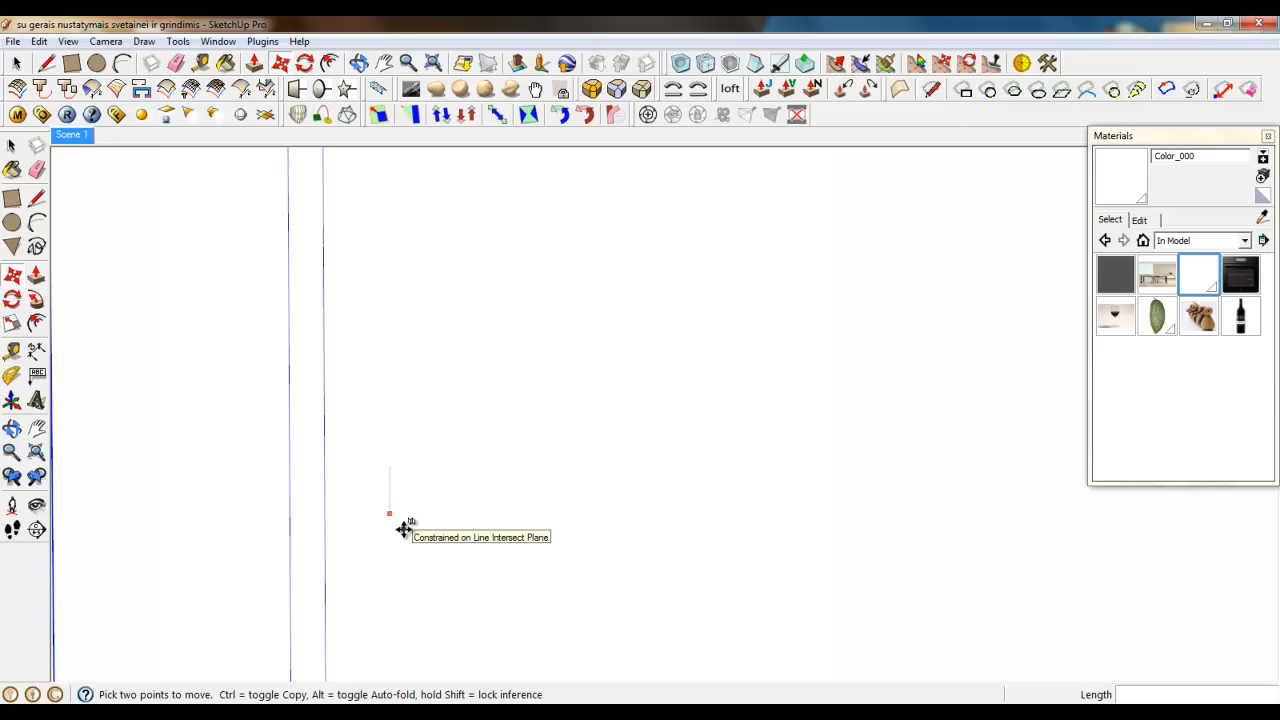 su gerais nustatymais svetainei ir grindimis - SketchUp Pro
File Edit View Camera Draw Tools Window Plugins Help
loft
Scene 1
Materials
Color_000
Select Edit
In Model
ABC
Constrained on Line Intersect Plane
Pick two points to move. Ctrl = toggle Copy, Alt = toggle Auto-fold, hold Shift = lock inference
Length